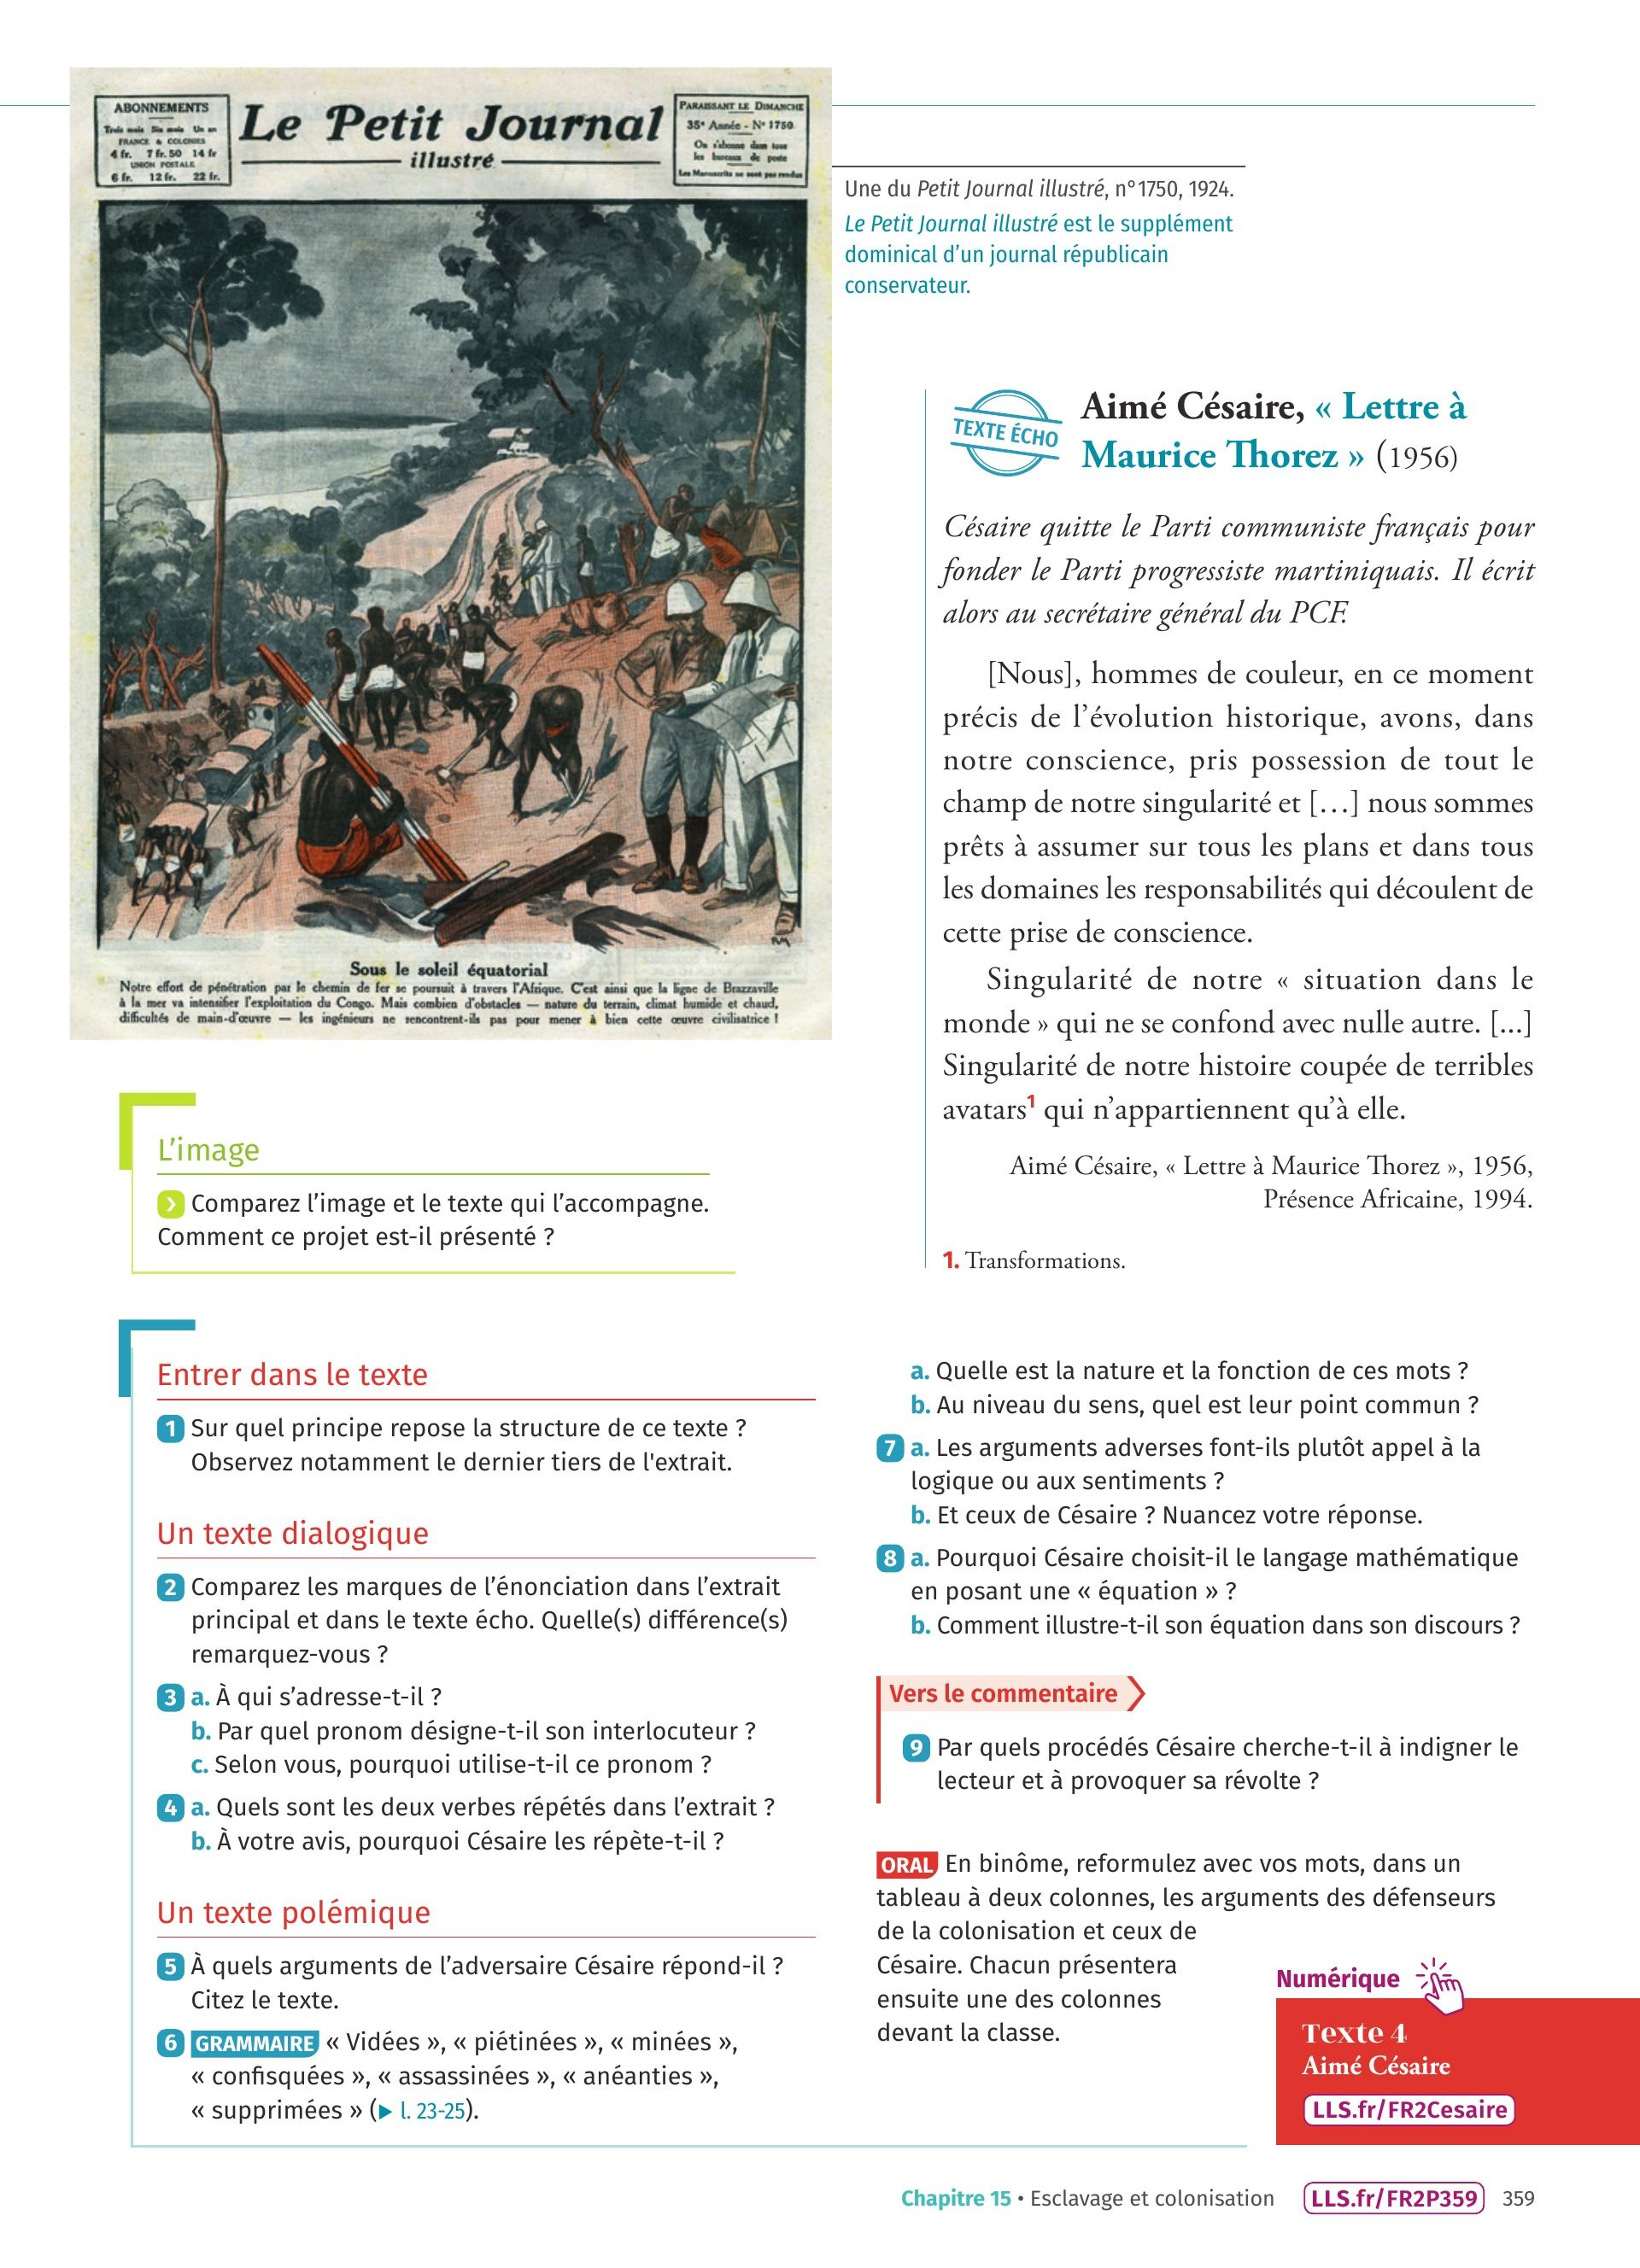 ABONNEMENTS
Trois mois Six mois Un an
FRANCE & COLONIES
4 fr. 7 fr. 50 14 fr
UNION POSTALE
6 fr. 12 fr. 22 fr.
Le Petit Journal
illustré
PARAISSANT LE DIMANCHE
35e Année - N° 1750
On s'abonne dans tous
les bureaux de poste
Les Manuscrits ne sont pas rendus
Sous le soleil équatorial
Notre effort de pénétration par le chemin de fer se poursuit à travers l'Afrique. C'est ainsi que la ligne de Brazzaville
à la mer va intensifier l'exploitation du Congo. Mais combien d'obstacles — nature du terrain, climat humide et chaud,
difficultés de main-d'œuvre — les ingénieurs ne rencontrent-ils pas pour mener à bien cette œuvre civilisatrice !
Une du Petit Journal illustré, n° 1750, 1924.
Le Petit Journal illustré est le supplément
dominical d'un journal républicain
conservateur.
TEXTE ÉCHO
Aimé Césaire, « Lettre à
Maurice Thorez » (1956)
Césaire quitte le Parti communiste français pour
fonder le Parti progressiste martiniquais. Il écrit
alors au secrétaire général du PCF.
[Nous], hommes de couleur, en ce moment
précis de l'évolution historique, avons, dans
notre conscience, pris possession de tout le
champ de notre singularité et […] nous sommes
prêts à assumer sur tous les plans et dans tous
les domaines les responsabilités qui découlent de
cette prise de conscience.
Singularité de notre « situation dans le
monde » qui ne se confond avec nulle autre. [...]
Singularité de notre histoire coupée de terribles
avatars1 qui n'appartiennent qu'à elle.
Aimé Césaire, « Lettre à Maurice Thorez », 1956,
Présence Africaine, 1994.
1. Transformations.
L'image
Comparez l'image et le texte qui l'accompagne.
Comment ce projet est-il présenté ?
Entrer dans le texte
1 Sur quel principe repose la structure de ce texte ?
Observez notamment le dernier tiers de l'extrait.
Un texte dialogique
2 Comparez les marques de l'énonciation dans l'extrait
principal et dans le texte écho. Quelle(s) différence(s)
remarquez-vous ?
3 a. À qui s'adresse-t-il ?
b. Par quel pronom désigne-t-il son interlocuteur ?
c. Selon vous, pourquoi utilise-t-il ce pronom ?
4 a. Quels sont les deux verbes répétés dans l'extrait ?
b. À votre avis, pourquoi Césaire les répète-t-il ?
Un texte polémique
5 À quels arguments de l'adversaire Césaire répond-il ?
Citez le texte.
6 GRAMMAIRE « Vidées », « piétinées », « minées »,
« confisquées », « assassinées », « anéanties »,
« supprimées » (▶ l. 23-25).
a. Quelle est la nature et la fonction de ces mots ?
b. Au niveau du sens, quel est leur point commun ?
7 a. Les arguments adverses font-ils plutôt appel à la
logique ou aux sentiments ?
b. Et ceux de Césaire ? Nuancez votre réponse.
8 a. Pourquoi Césaire choisit-il le langage mathématique
en posant une « équation » ?
b. Comment illustre-t-il son équation dans son discours ?
Vers le commentaire
9 Par quels procédés Césaire cherche-t-il à indigner le
lecteur et à provoquer sa révolte ?
ORAL En binôme, reformulez avec vos mots, dans un
tableau à deux colonnes, les arguments des défenseurs
de la colonisation et ceux de
Césaire. Chacun présentera
ensuite une des colonnes
devant la classe.
Numérique
Texte 4
Aimé Césaire
LLS.fr/FR2Cesaire
Chapitre 15 • Esclavage et colonisation LLS.fr/FR2P359 359